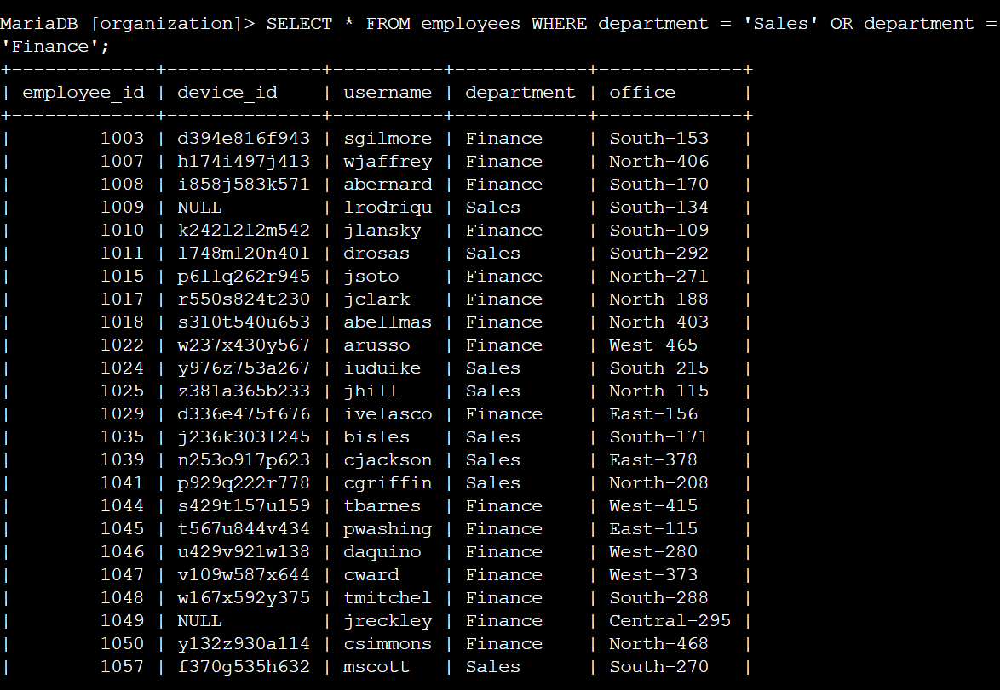 MariaDB [organization]> SELECT * FROM employees WHERE department = 'Sales' OR department =
'Finance';
+-------------+--------------+----------+------------+-------------+
| employee_id | device_id    | username | department | office      |
+-------------+--------------+----------+------------+-------------+
|        1003 | d394e816f943 | sgilmore | Finance    | South-153   |
|        1007 | h174i497j413 | wjaffrey | Finance    | North-406   |
|        1008 | i858j583k571 | abernard | Finance    | South-170   |
|        1009 | NULL         | lrodriqu | Sales      | South-134   |
|        1010 | k242l212m542 | jlansky  | Finance    | South-109   |
|        1011 | l748m120n401 | drosas   | Sales      | South-292   |
|        1015 | p611q262r945 | jsoto    | Finance    | North-271   |
|        1017 | r550s824t230 | jclark   | Finance    | North-188   |
|        1018 | s310t540u653 | abellmas | Finance    | North-403   |
|        1022 | w237x430y567 | arusso   | Finance    | West-465    |
|        1024 | y976z753a267 | iuduike  | Sales      | South-215   |
|        1025 | z381a365b233 | jhill    | Sales      | North-115   |
|        1029 | d336e475f676 | ivelasco | Finance    | East-156    |
|        1035 | j236k303l245 | bisles   | Sales      | South-171   |
|        1039 | n253o917p623 | cjackson | Sales      | East-378    |
|        1041 | p929q222r778 | cgriffin | Sales      | North-208   |
|        1044 | s429t157u159 | tbarnes  | Finance    | West-415    |
|        1045 | t567u844v434 | pwashing | Finance    | East-115    |
|        1046 | u429v921w138 | daquino  | Finance    | West-280    |
|        1047 | v109w587x644 | cward    | Finance    | West-373    |
|        1048 | w167x592y375 | tmitchel | Finance    | South-288   |
|        1049 | NULL         | jreckley | Finance    | Central-295 |
|        1050 | y132z930a114 | csimmons | Finance    | North-468   |
|        1057 | f370g535h632 | mscott   | Sales      | South-270   |